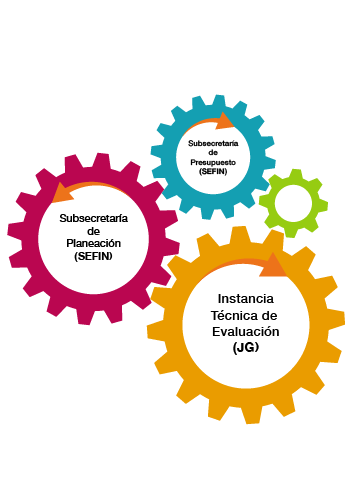 Subsecretaría
de
Presupuesto
(SEFIN)
Subsecretaría
de
Planeación
(SEFIN)
Instancia
Técnica de
Evaluación
(JG)